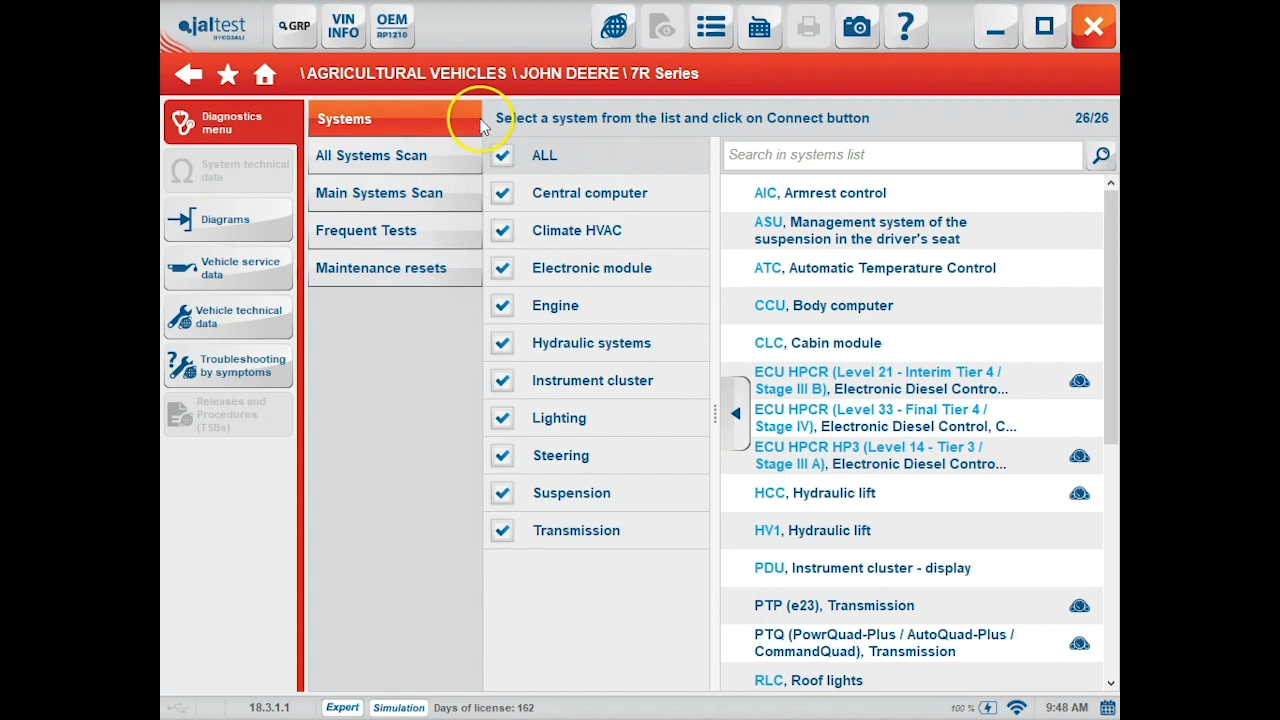 jaltest
BY COJALI
GRP
VIN
INFO
OEM
RP1210
?
\ AGRICULTURAL VEHICLES \ JOHN DEERE \ 7R Series
Diagnostics
menu
System technical
data
Diagrams
Vehicle service
data
Vehicle technical
data
Troubleshooting
by symptoms
Releases and
Procedures
(TSBs)
Systems
All Systems Scan
Main Systems Scan
Frequent Tests
Maintenance resets
Select a system from the list and click on Connect button
26/26
ALL
Central computer
Climate HVAC
Electronic module
Engine
Hydraulic systems
Instrument cluster
Lighting
Steering
Suspension
Transmission
Search in systems list
AIC, Armrest control
ASU, Management system of the
suspension in the driver's seat
ATC, Automatic Temperature Control
CCU, Body computer
CLC, Cabin module
ECU HPCR (Level 21 - Interim Tier 4 /
Stage III B), Electronic Diesel Contro...
ECU HPCR (Level 33 - Final Tier 4 /
Stage IV), Electronic Diesel Control, C...
ECU HPCR HP3 (Level 14 - Tier 3 /
Stage III A), Electronic Diesel Contro...
HCC, Hydraulic lift
HV1, Hydraulic lift
PDU, Instrument cluster - display
PTP (e23), Transmission
PTQ (PowrQuad-Plus / AutoQuad-Plus /
CommandQuad), Transmission
RLC, Roof lights
18.3.1.1
Expert
Simulation
Days of license: 162
100 %
9:48 AM